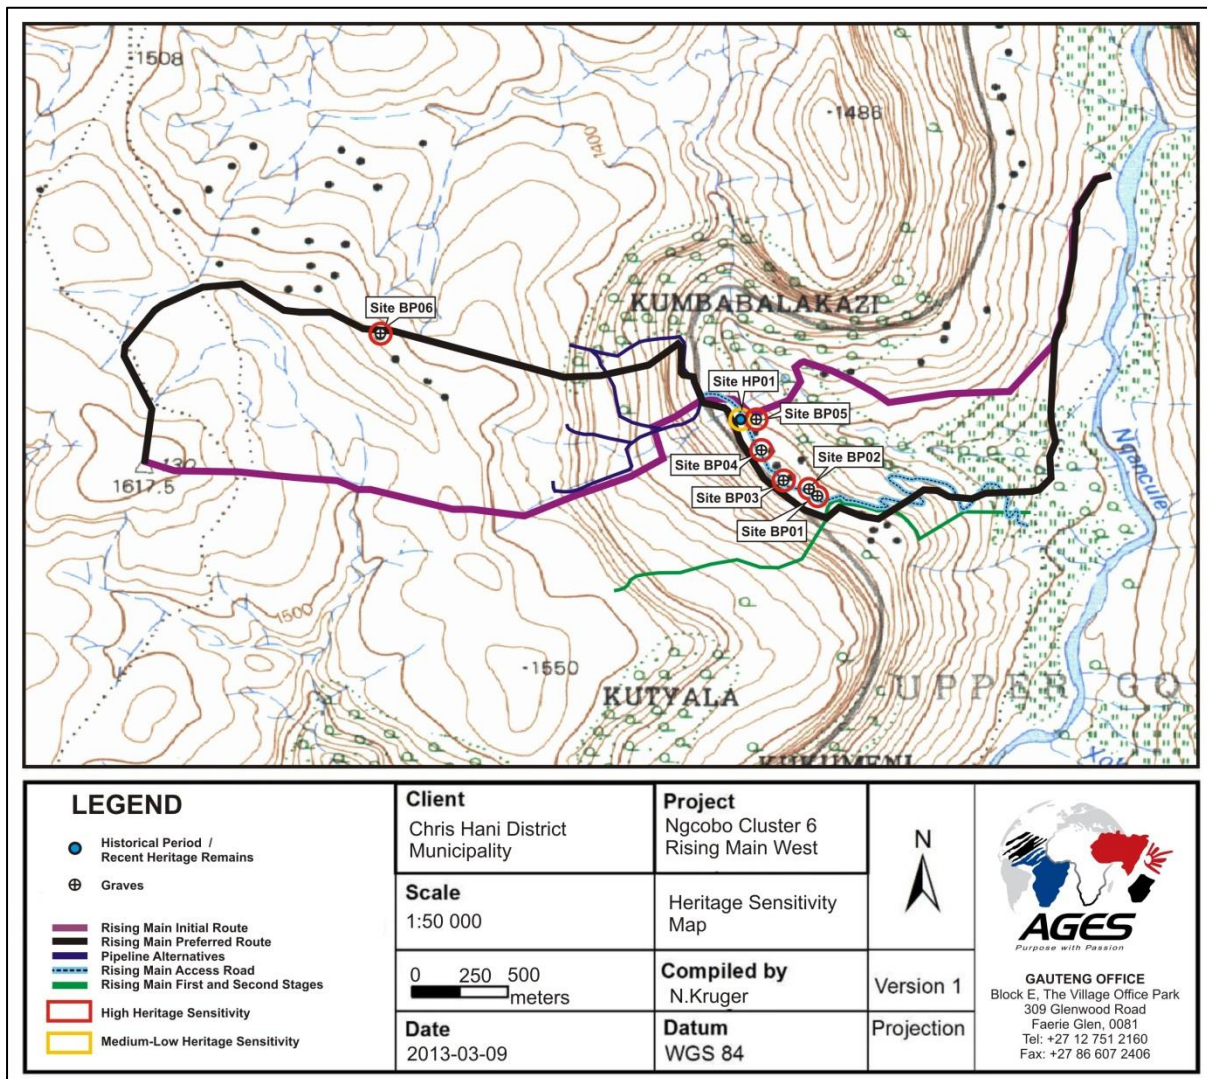 1508
1486
1400
KUMBABALAKAZI
Site BP06
Site HP01
Site BP05
Site BP04
Site BP02
Site BP03
Site BP01
130
1617.5
Ngancule
1500
1550
KUTYALA
UPPER GQ
KUKUMENI
LEGEND
Historical Period /
Recent Heritage Remains
Graves
Rising Main Initial Route
Rising Main Preferred Route
Pipeline Alternatives
Rising Main Access Road
Rising Main First and Second Stages
High Heritage Sensitivity
Medium-Low Heritage Sensitivity
Client
Chris Hani District
Municipality
Scale
1:50 000
0 250 500
meters
Date
2013-03-09
Project
Ngcobo Cluster 6
Rising Main West
Heritage Sensitivity
Map
Compiled by
N.Kruger
Datum
WGS 84
N
Version 1
Projection
AGES
Purpose with Passion
GAUTENG OFFICE
Block E, The Village Office Park
309 Glenwood Road
Faerie Glen, 0081
Tel: +27 12 751 2160
Fax: +27 86 607 2406